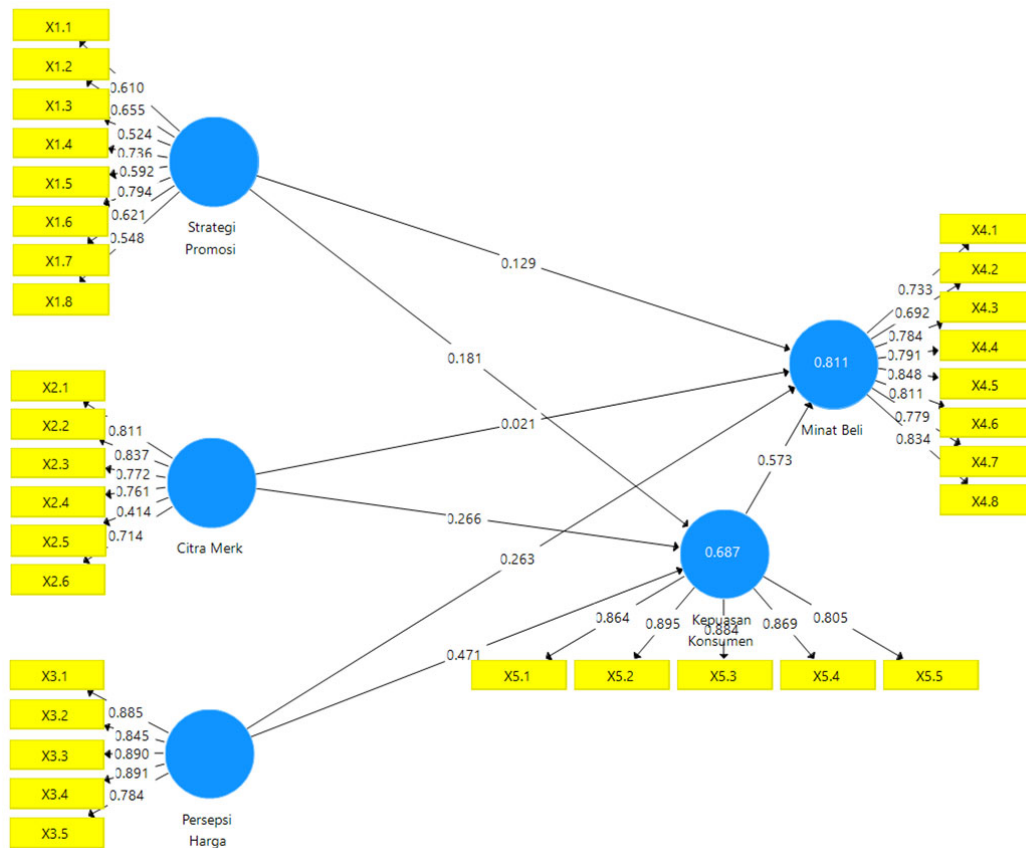 X1.1
X1.2
X1.3
X1.4
X1.5
X1.6
X1.7
X1.8
0.610
0.655
0.524
0.736
0.592
0.794
0.621
0.548
Strategi
Promosi
0.129
0.181
X2.1
X2.2
X2.3
X2.4
X2.5
X2.6
0.811
0.837
0.772
0.761
0.414
0.714
Citra Merk
0.021
0.266
X3.1
X3.2
X3.3
X3.4
X3.5
0.885
0.845
0.890
0.891
0.784
Persepsi
Harga
0.263
0.471
0.811
Minat Beli
0.573
X4.1
X4.2
X4.3
X4.4
X4.5
X4.6
X4.7
X4.8
0.733
0.692
0.784
0.791
0.848
0.811
0.779
0.834
0.687
Kepuasan
Konsumen
0.864
0.895
0.884
0.869
0.805
X5.1
X5.2
X5.3
X5.4
X5.5